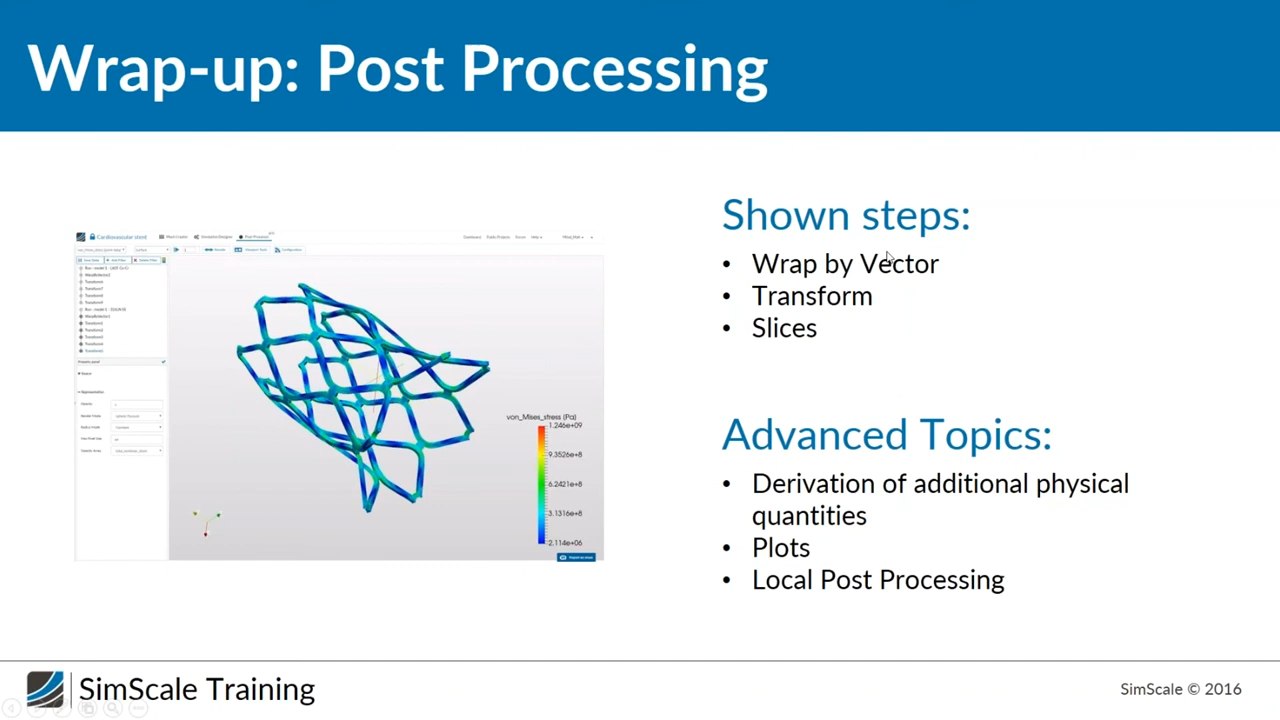 Wrap-up: Post Processing
Shown steps:
• Wrap by Vector
• Transform
• Slices
Advanced Topics:
• Derivation of additional physical
quantities
• Plots
• Local Post Processing
Cardiovascular stent
von_Mises_stress (Pa)
1.246e+09
9.3526e+8
6.2421e+8
3.1316e+8
2.114e+06
SimScale Training
SimScale © 2016